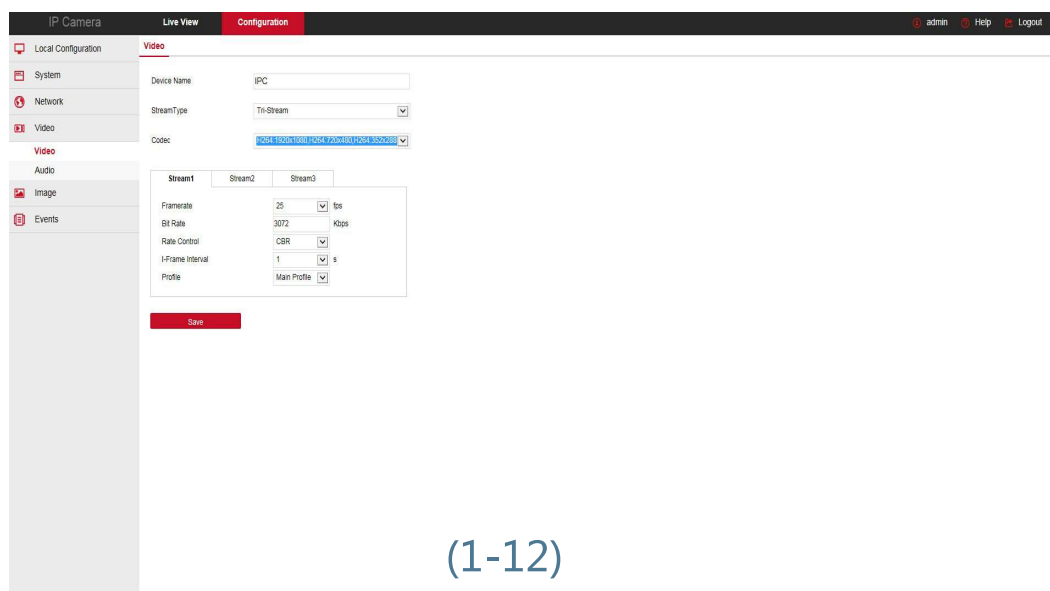 IP Camera Live View Configuration admin Help Logout
Local Configuration
System
Network
Video
Video
Audio
Image
Events
Video
Device Name IPC
StreamType Tri-Stream
Codec H264:1920x1080,H264:720x480,H264:352x288
Stream1 Stream2 Stream3
Framerate 25 fps
Bit Rate 3072 Kbps
Rate Control CBR
I-Frame Interval 1 s
Profile Main Profile
Save
(1-12)